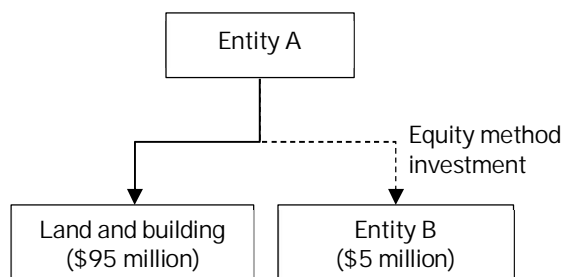 Entity A
Equity method
investment
Land and building
($95 million)
Entity B
($5 million)